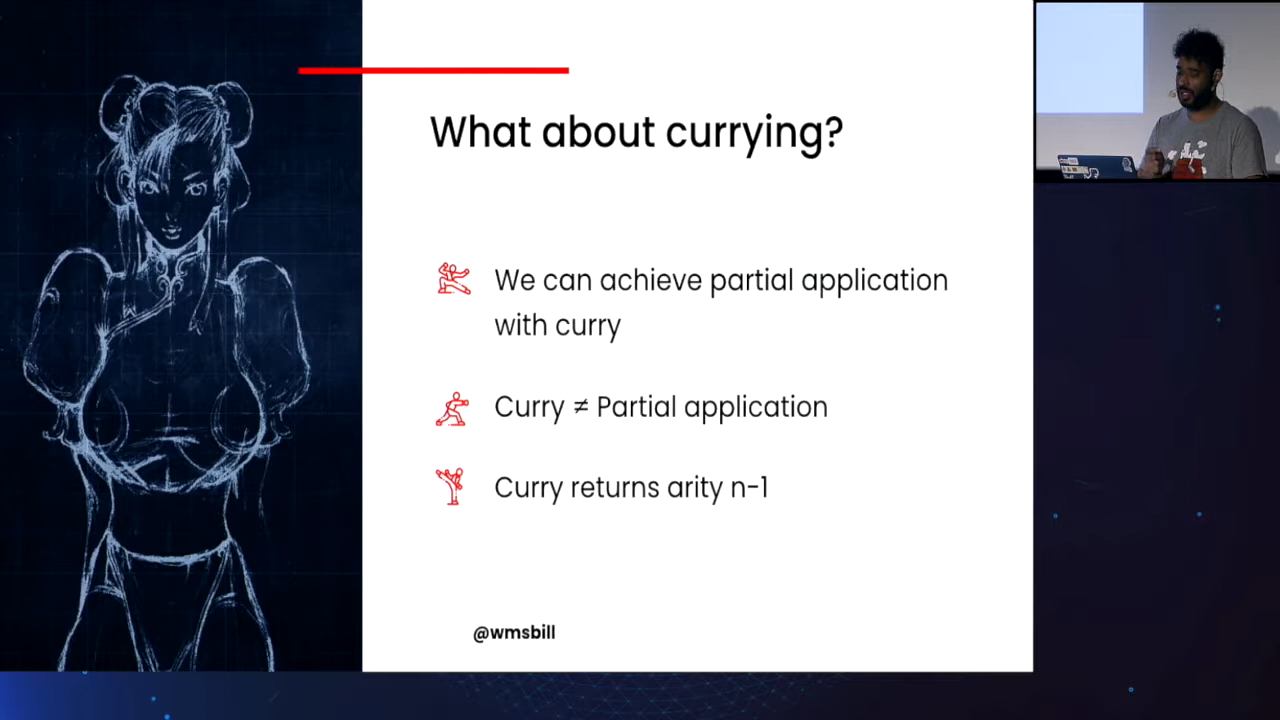 What about currying?
We can achieve partial application
with curry
Curry ≠ Partial application
Curry returns arity n-1
@wmsbill